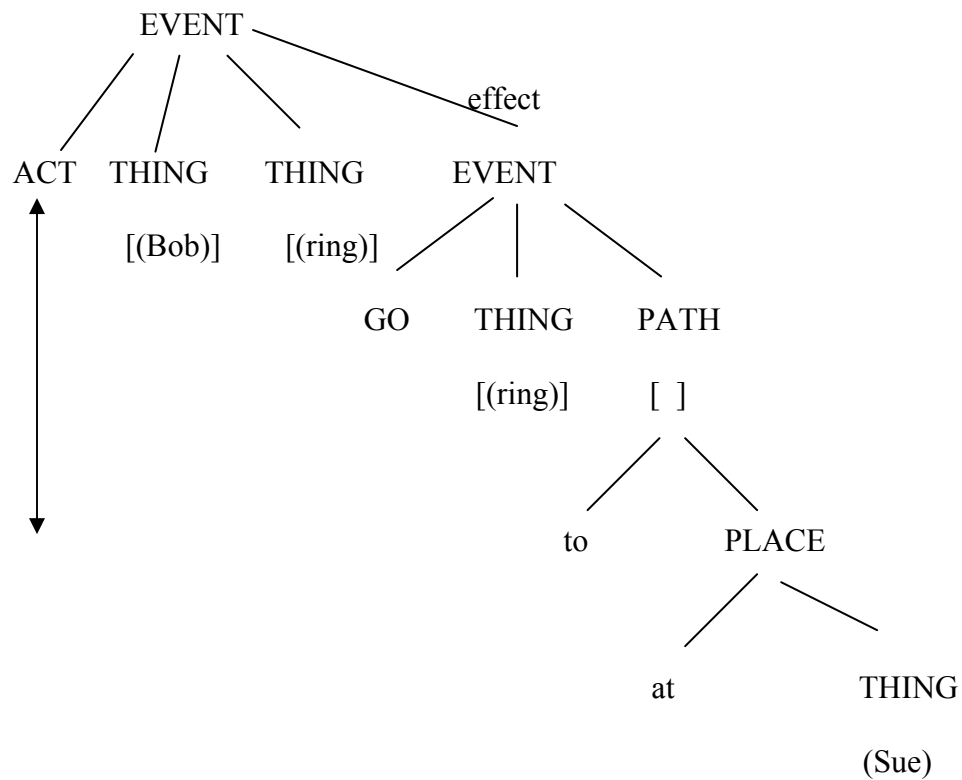 EVENT
effect
ACT THING THING EVENT
[(Bob)] [(ring)]
GO THING PATH
[(ring)] [ ]
to PLACE
at THING
(Sue)